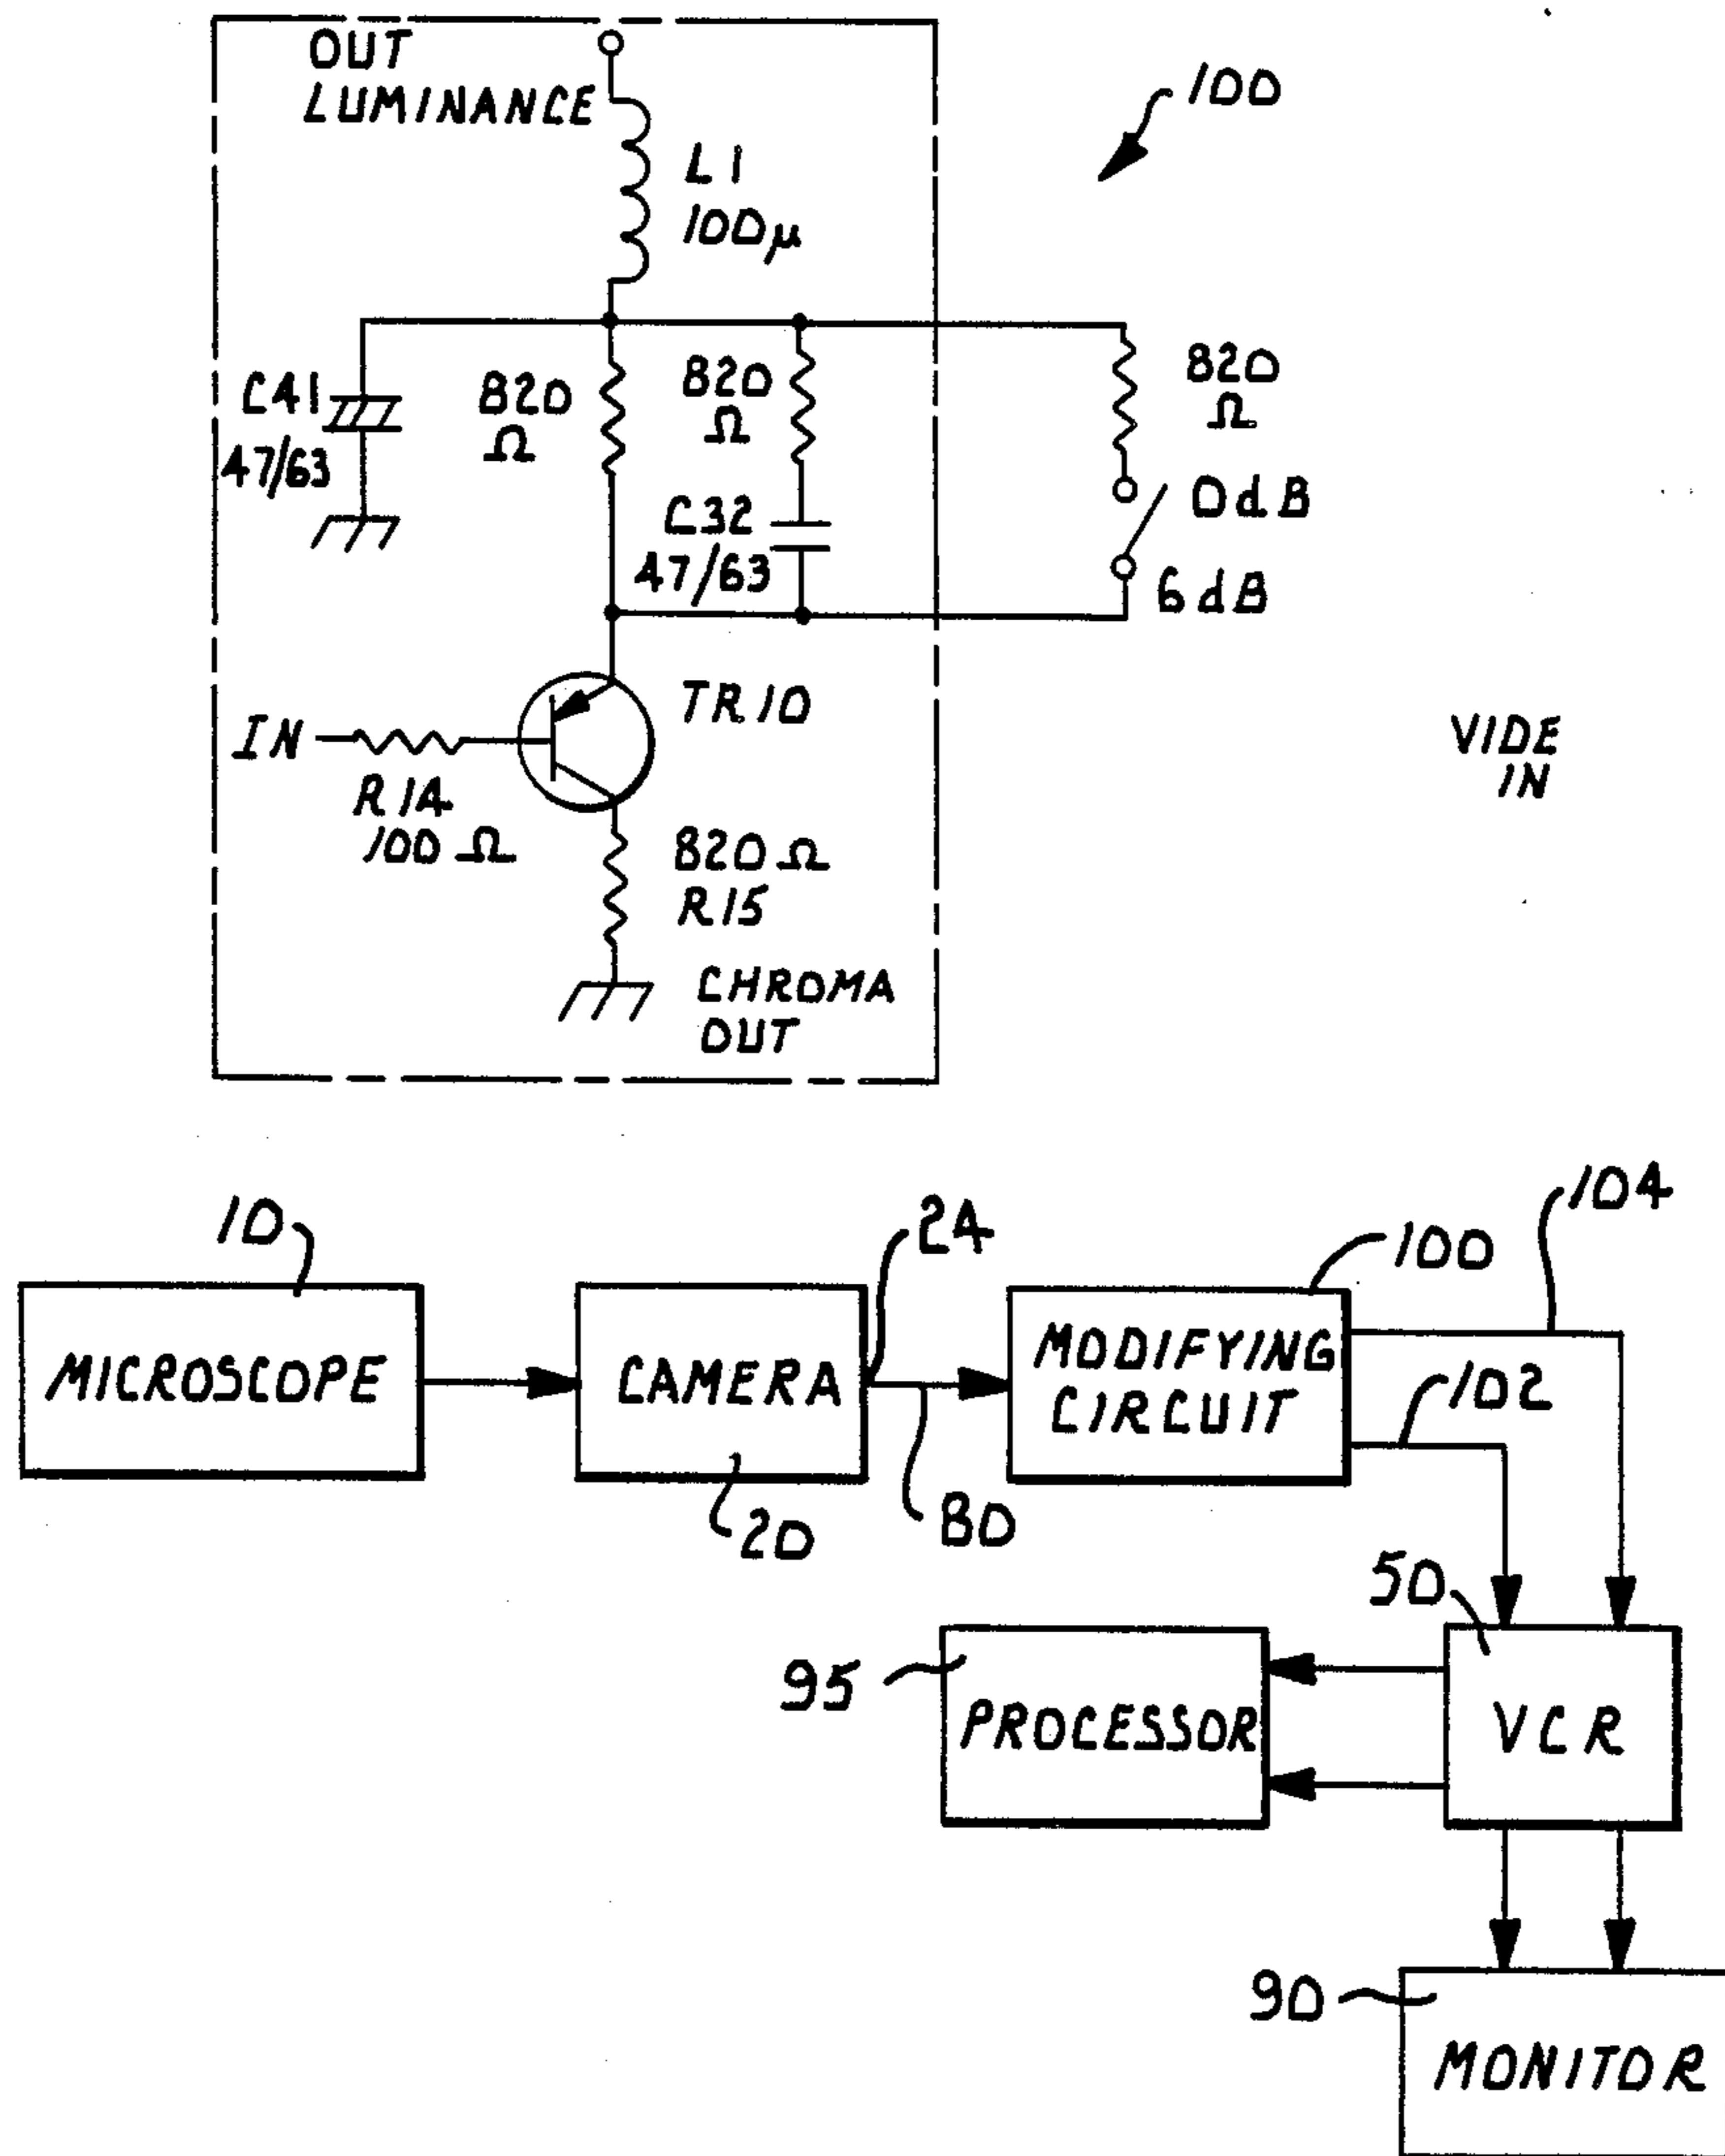 OUT
LUMINANCE
100
L1
100μ
C41
47/63
820
Ω
820
Ω
C32
47/63
820
Ω
0dB
6dB
TR10
IN
R14
100 Ω
820 Ω
R15
CHROMA
OUT
VIDE
IN
10
MICROSCOPE
24
CAMERA
20
80
100
MODIFYING
CIRCUIT
104
102
50
VCR
95
PROCESSOR
90
MONITOR